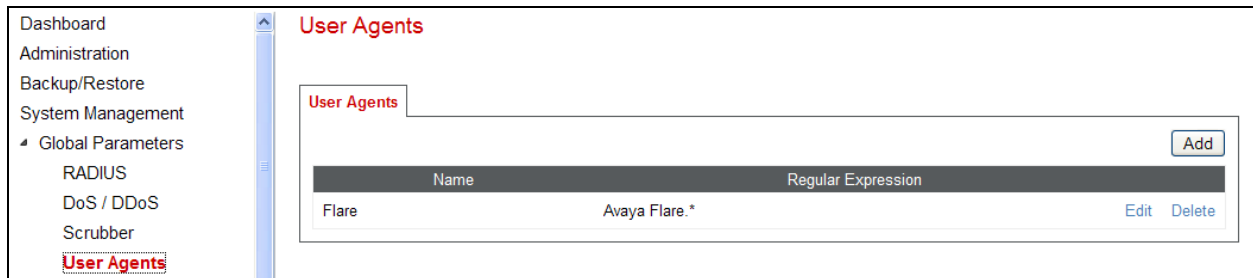 Dashboard
Administration
Backup/Restore
System Management
Global Parameters
RADIUS
DoS / DDoS
Scrubber
User Agents
User Agents
User Agents
Add
Name Regular Expression
Flare Avaya Flare.* Edit Delete